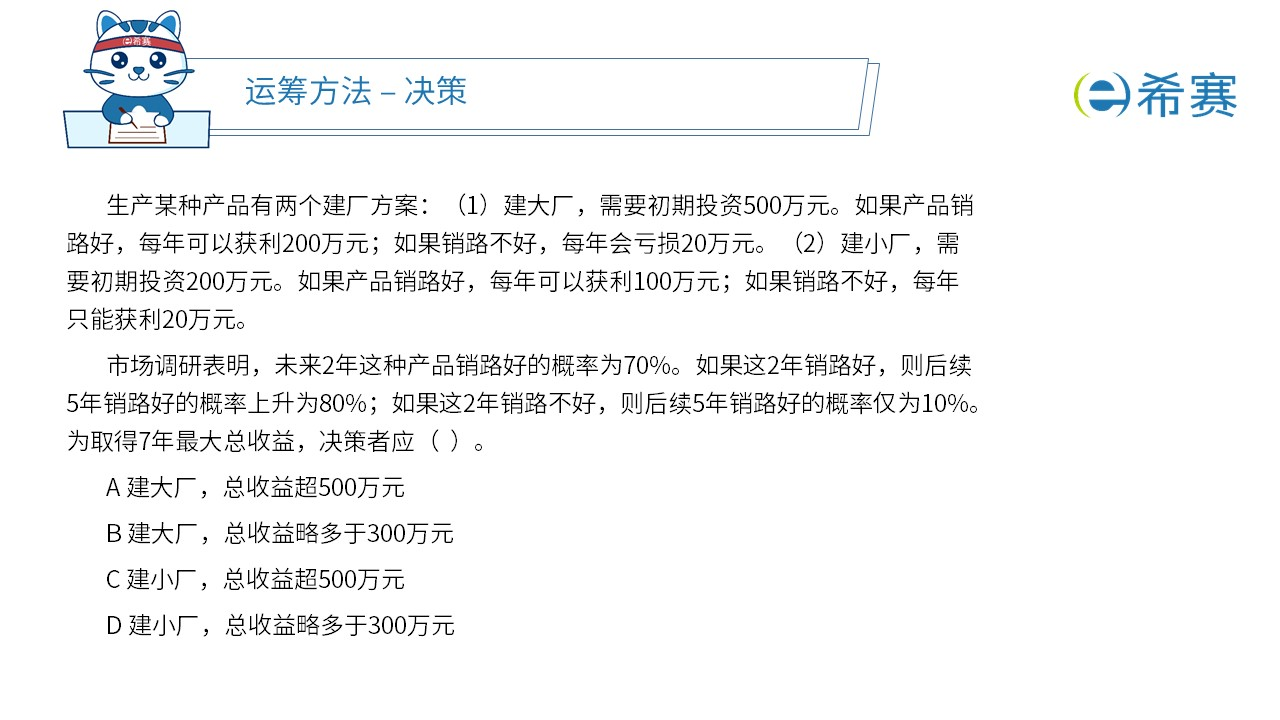 希赛
运筹方法 – 决策
希赛
生产某种产品有两个建厂方案：（1）建大厂，需要初期投资500万元。如果产品销
路好，每年可以获利200万元；如果销路不好，每年会亏损20万元。（2）建小厂，需
要初期投资200万元。如果产品销路好，每年可以获利100万元；如果销路不好，每年
只能获利20万元。
市场调研表明，未来2年这种产品销路好的概率为70%。如果这2年销路好，则后续
5年销路好的概率上升为80%；如果这2年销路不好，则后续5年销路好的概率仅为10%。
为取得7年最大总收益，决策者应（ ）。
A 建大厂，总收益超500万元
B 建大厂，总收益略多于300万元
C 建小厂，总收益超500万元
D 建小厂，总收益略多于300万元